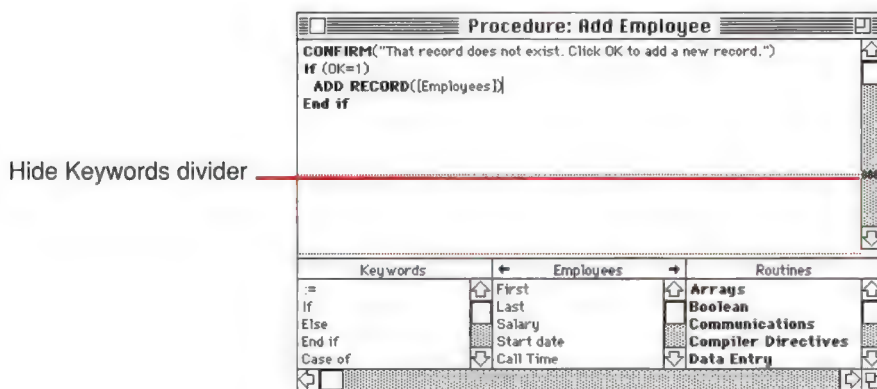 Procedure: Add Employee
CONFIRM("That record does not exist. Click OK to add a new record.")
If (OK=1)
ADD RECORD([Employees])
End if
Hide Keywords divider
Keywords
Employees
Routines
:=
If
Else
End if
Case of
First
Last
Salary
Start date
Call Time
Arrays
Boolean
Communications
Compiler Directives
Data Entry